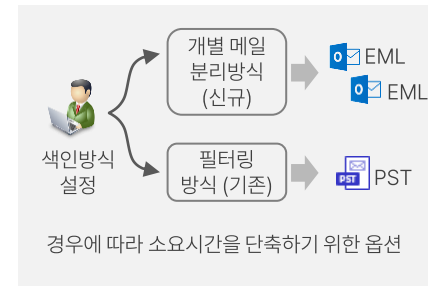 개별 메일
분리방식
(신규)
EML
EML
색인방식
설정
필터링
방식 (기존)
PST
PST
경우에 따라 소요시간을 단축하기 위한 옵션